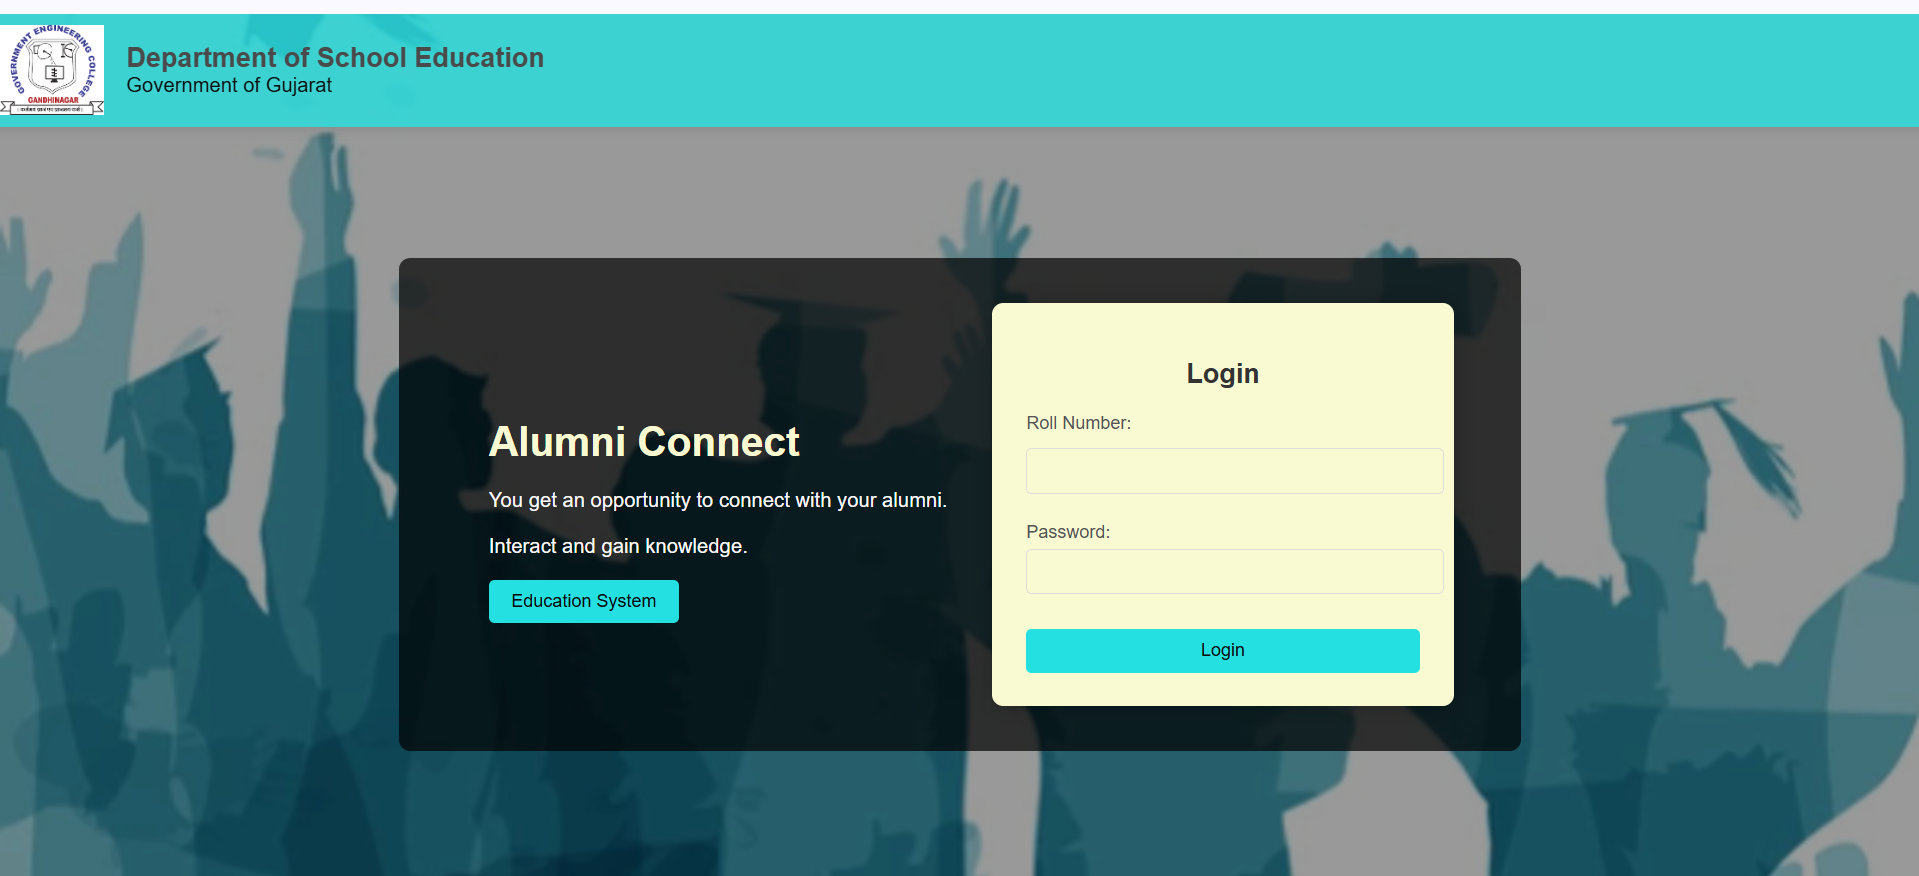 GOVERNMENT ENGINEERING COLLEGE
GANDHINAGAR
Department of School Education
Government of Gujarat
Alumni Connect
You get an opportunity to connect with your alumni.
Interact and gain knowledge.
Education System
Login
Roll Number:
Password:
Login